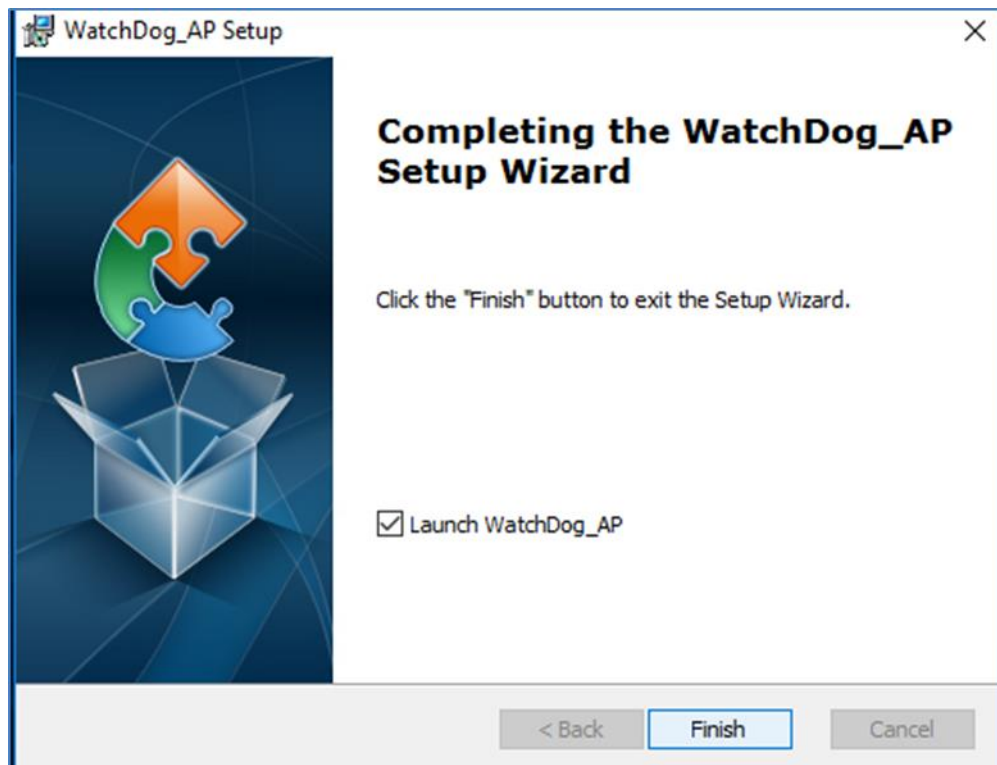 WatchDog_AP Setup
Completing the WatchDog_AP
Setup Wizard
Click the "Finish" button to exit the Setup Wizard.
Launch WatchDog_AP
< Back Finish Cancel